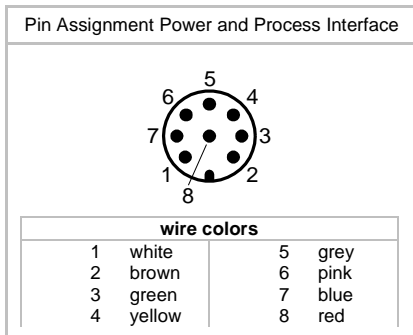 Pin Assignment Power and Process Interface
5
6 4
7 3
1 2
8
wire colors
1 white 5 grey
2 brown 6 pink
3 green 7 blue
4 yellow 8 red